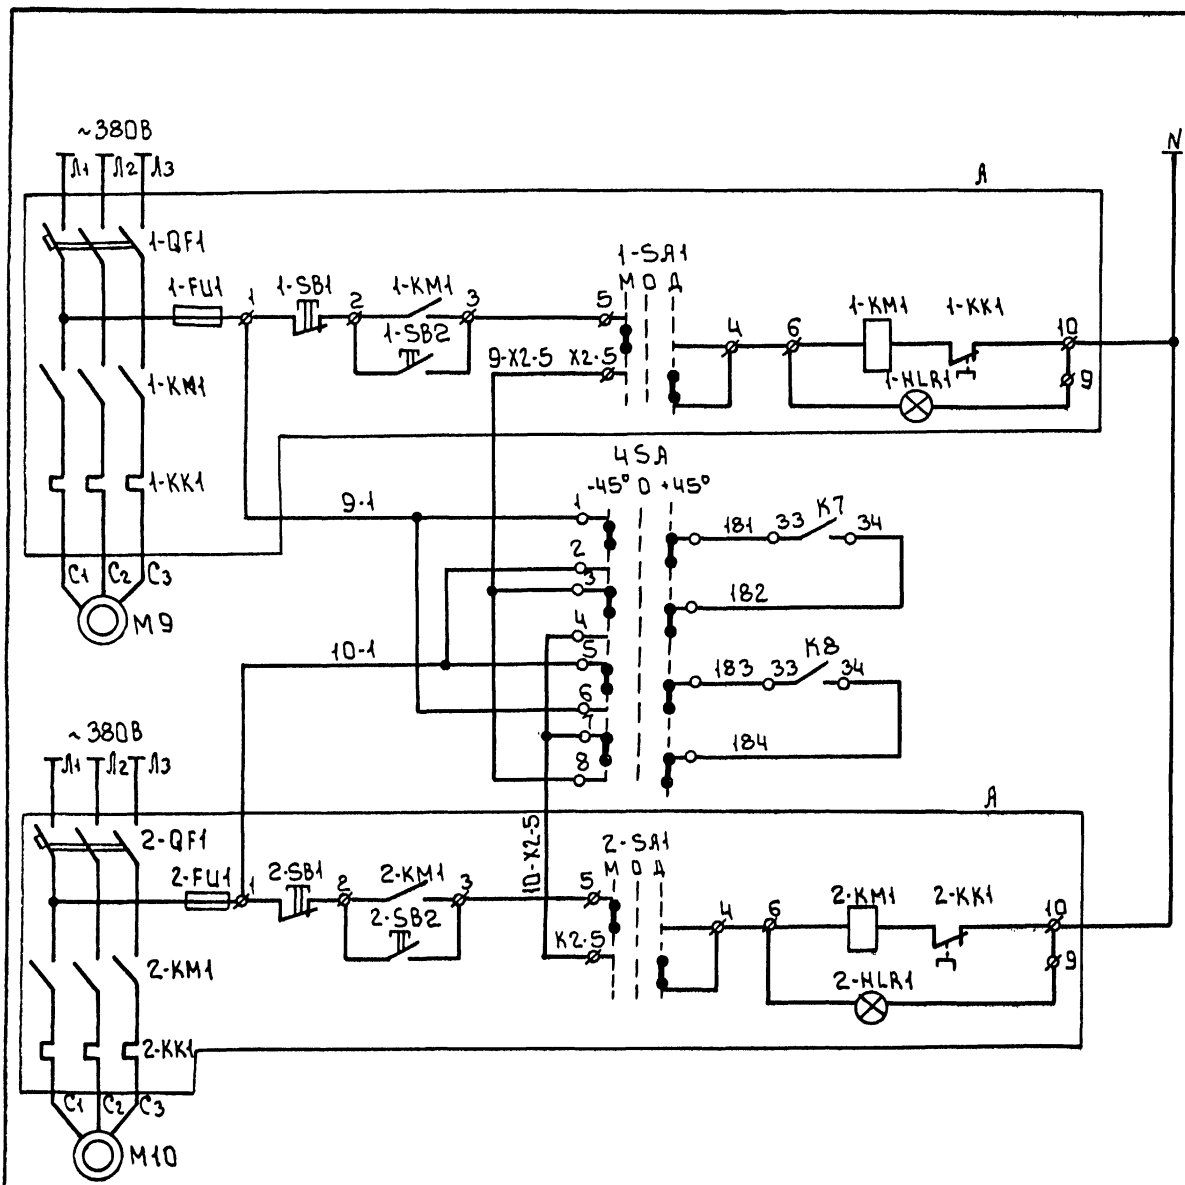 ~380В
Л1 Л2 Л3
N
A
1-QF1
1-SA1
М О Д
1-FU1
1
1-SB1
2
1-KM1
3
5
1-SB2
4
6
1-KM1
1-KK1
10
9-X2-5
X2-5
9
1-HLR1
1-KM1
4SA
-45° 0 +45°
1-KK1
9-1
1
181
33
K7
34
2
3
182
C1 C2 C3
M9
4
10-1
5
K8
183
33
34
6
7
184
8
~380В
Л1 Л2 Л3
A
10-X2-5
2-QF1
2-SA1
М О Д
2-FU1
1
2-SB1
2
2-KM1
3
5
2-SB2
4
6
2-KM1
2-KK1
10
K2-5
9
2-KM1
2-HLR1
2-KK1
C1 C2 C3
M10